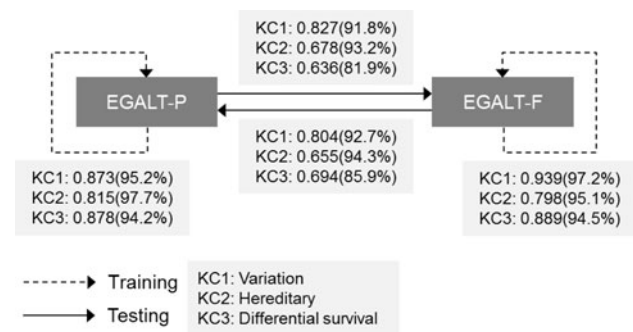 KC1: 0.827(91.8%)
KC2: 0.678(93.2%)
KC3: 0.636(81.9%)
EGALT-P
EGALT-F
KC1: 0.804(92.7%)
KC2: 0.655(94.3%)
KC3: 0.694(85.9%)
KC1: 0.873(95.2%)
KC2: 0.815(97.7%)
KC3: 0.878(94.2%)
KC1: 0.939(97.2%)
KC2: 0.798(95.1%)
KC3: 0.889(94.5%)
Training
Testing
KC1: Variation
KC2: Hereditary
KC3: Differential survival